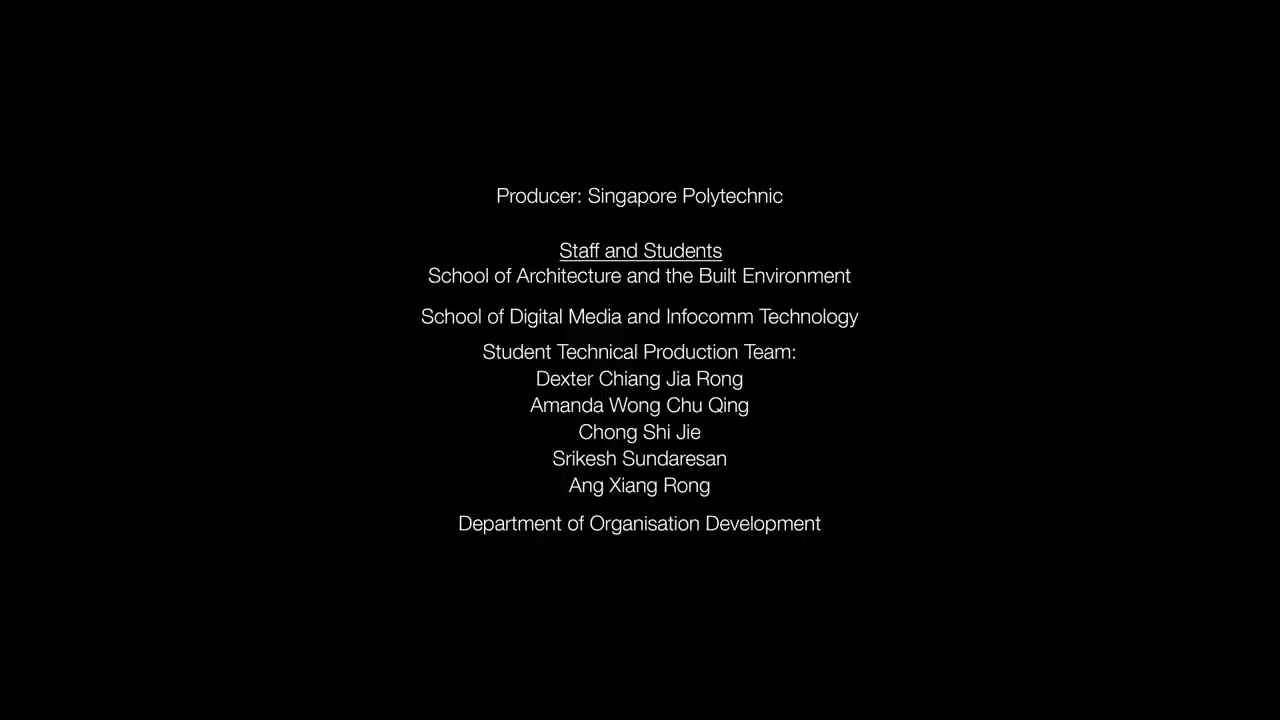 Producer: Singapore Polytechnic
Staff and Students
School of Architecture and the Built Environment
School of Digital Media and Infocomm Technology
Student Technical Production Team:
Dexter Chiang Jia Rong
Amanda Wong Chu Qing
Chong Shi Jie
Srikesh Sundaresan
Ang Xiang Rong
Department of Organisation Development